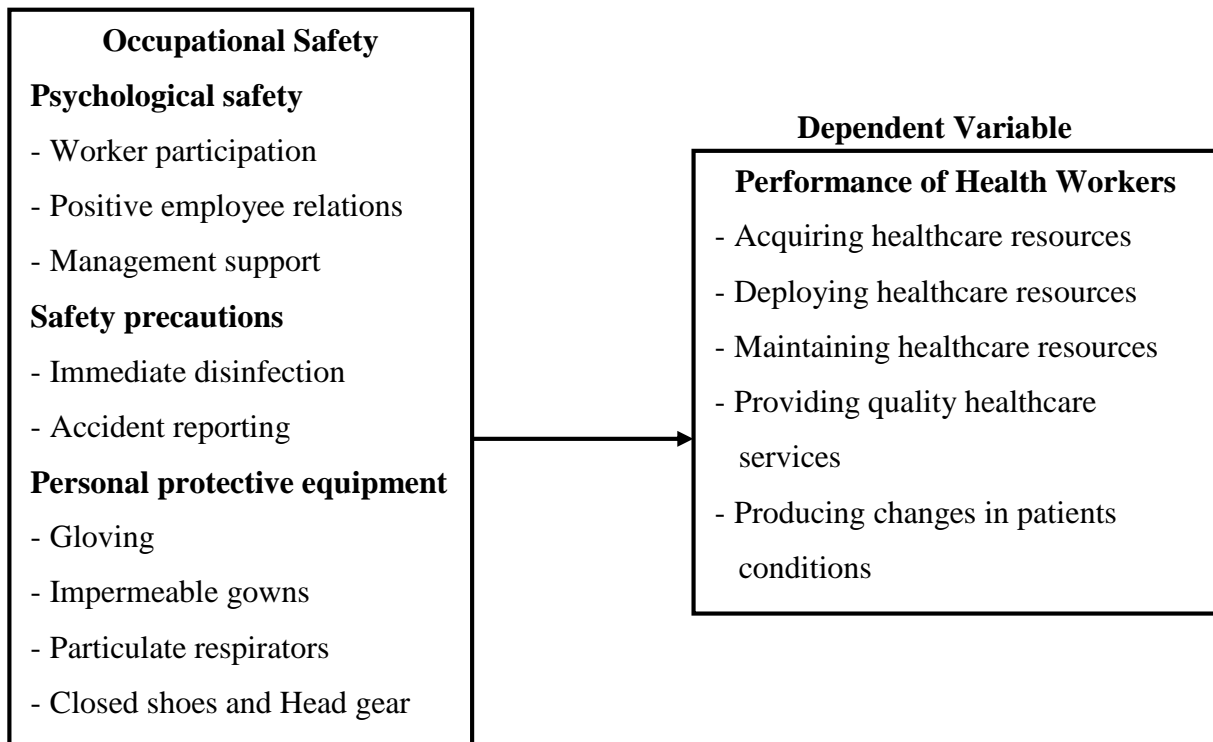 Occupational Safety
Psychological safety
- Worker participation
- Positive employee relations
- Management support
Safety precautions
- Immediate disinfection
- Accident reporting
Personal protective equipment
- Gloving
- Impermeable gowns
- Particulate respirators
- Closed shoes and Head gear
Dependent Variable
Performance of Health Workers
- Acquiring healthcare resources
- Deploying healthcare resources
- Maintaining healthcare resources
- Providing quality healthcare
services
- Producing changes in patients
conditions